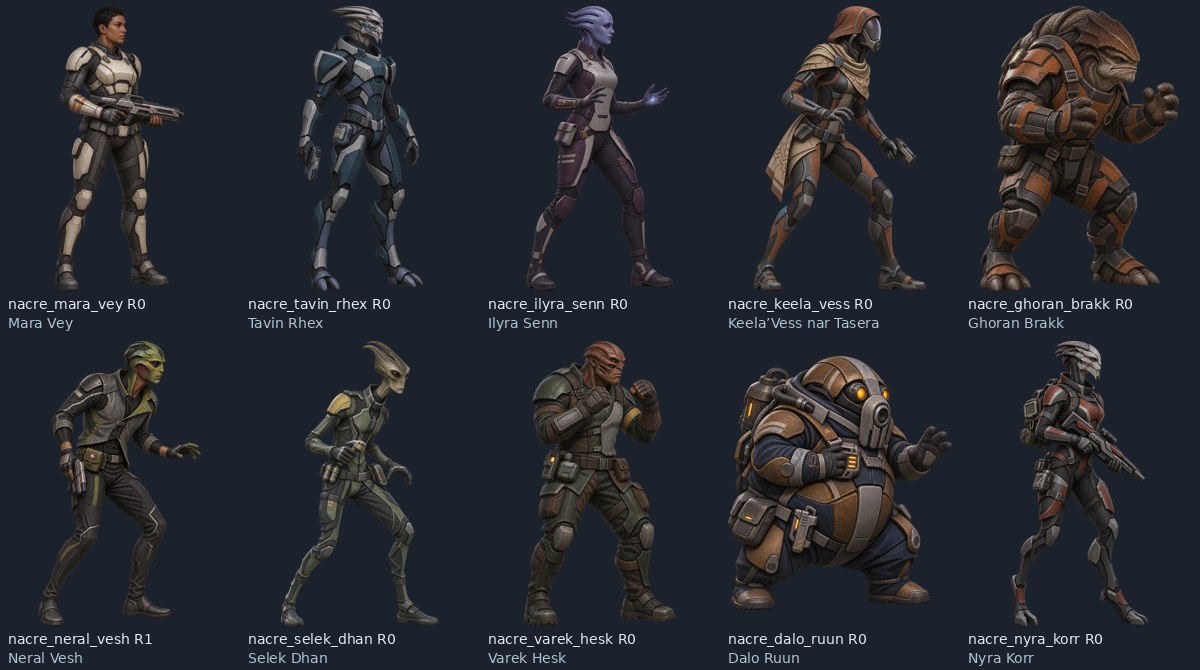 nacre_mara_vey R0
Mara Vey
nacre_tavin_rhex R0
Tavin Rhex
nacre_ilyra_senn R0
Ilyra Senn
nacre_keela_vess R0
Keela’Vess nar Tasera
nacre_ghoran_brakk R0
Ghoran Brakk
nacre_neral_vesh R1
Neral Vesh
nacre_selek_dhan R0
Selek Dhan
nacre_varek_hesk R0
Varek Hesk
nacre_dalo_ruun R0
Dalo Ruun
nacre_nyra_korr R0
Nyra Korr